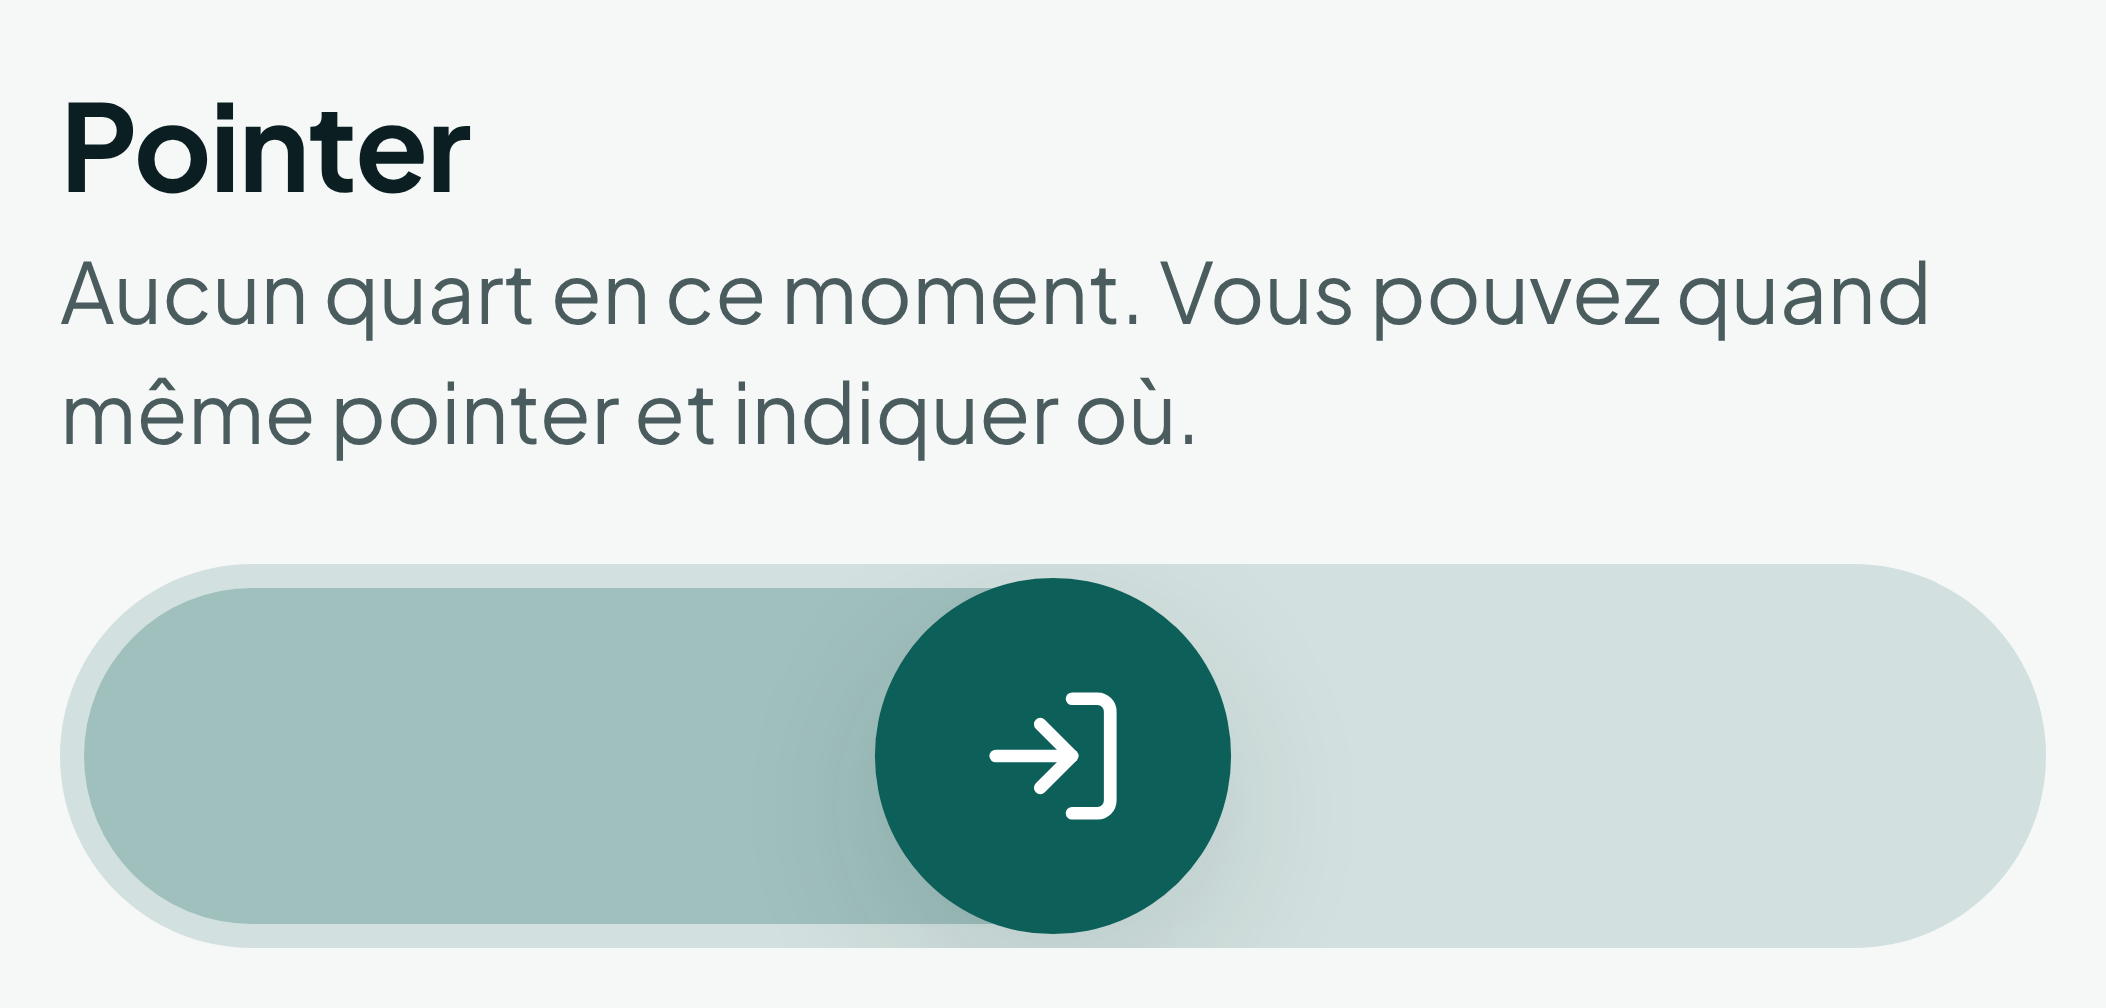 Pointer
Aucun quart en ce moment. Vous pouvez quand
même pointer et indiquer où.